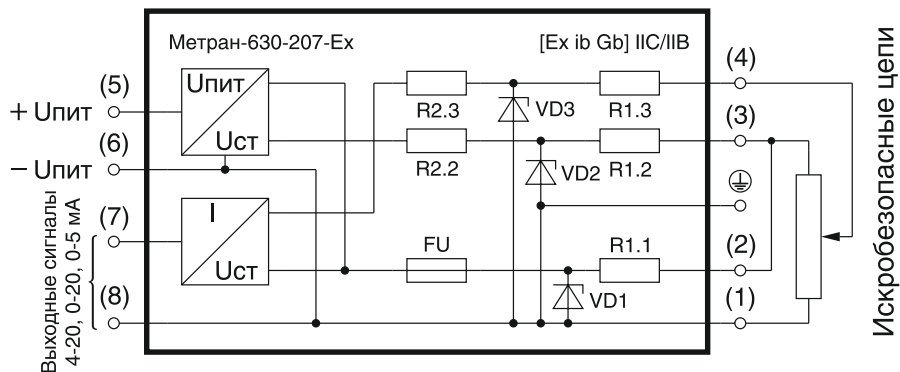 Метран-630-207-Ex
[Ex ib Gb] IIC/IIB
(5)
+ Uпит
(6)
– Uпит
(7)
(8)
Выходные сигналы
4-20, 0-20, 0-5 мА
Uпит
Uст
I
Uст
R2.3
VD3
R1.3
R2.2
VD2
R1.2
FU
R1.1
VD1
(4)
(3)
(2)
(1)
Искробезопасные цепи